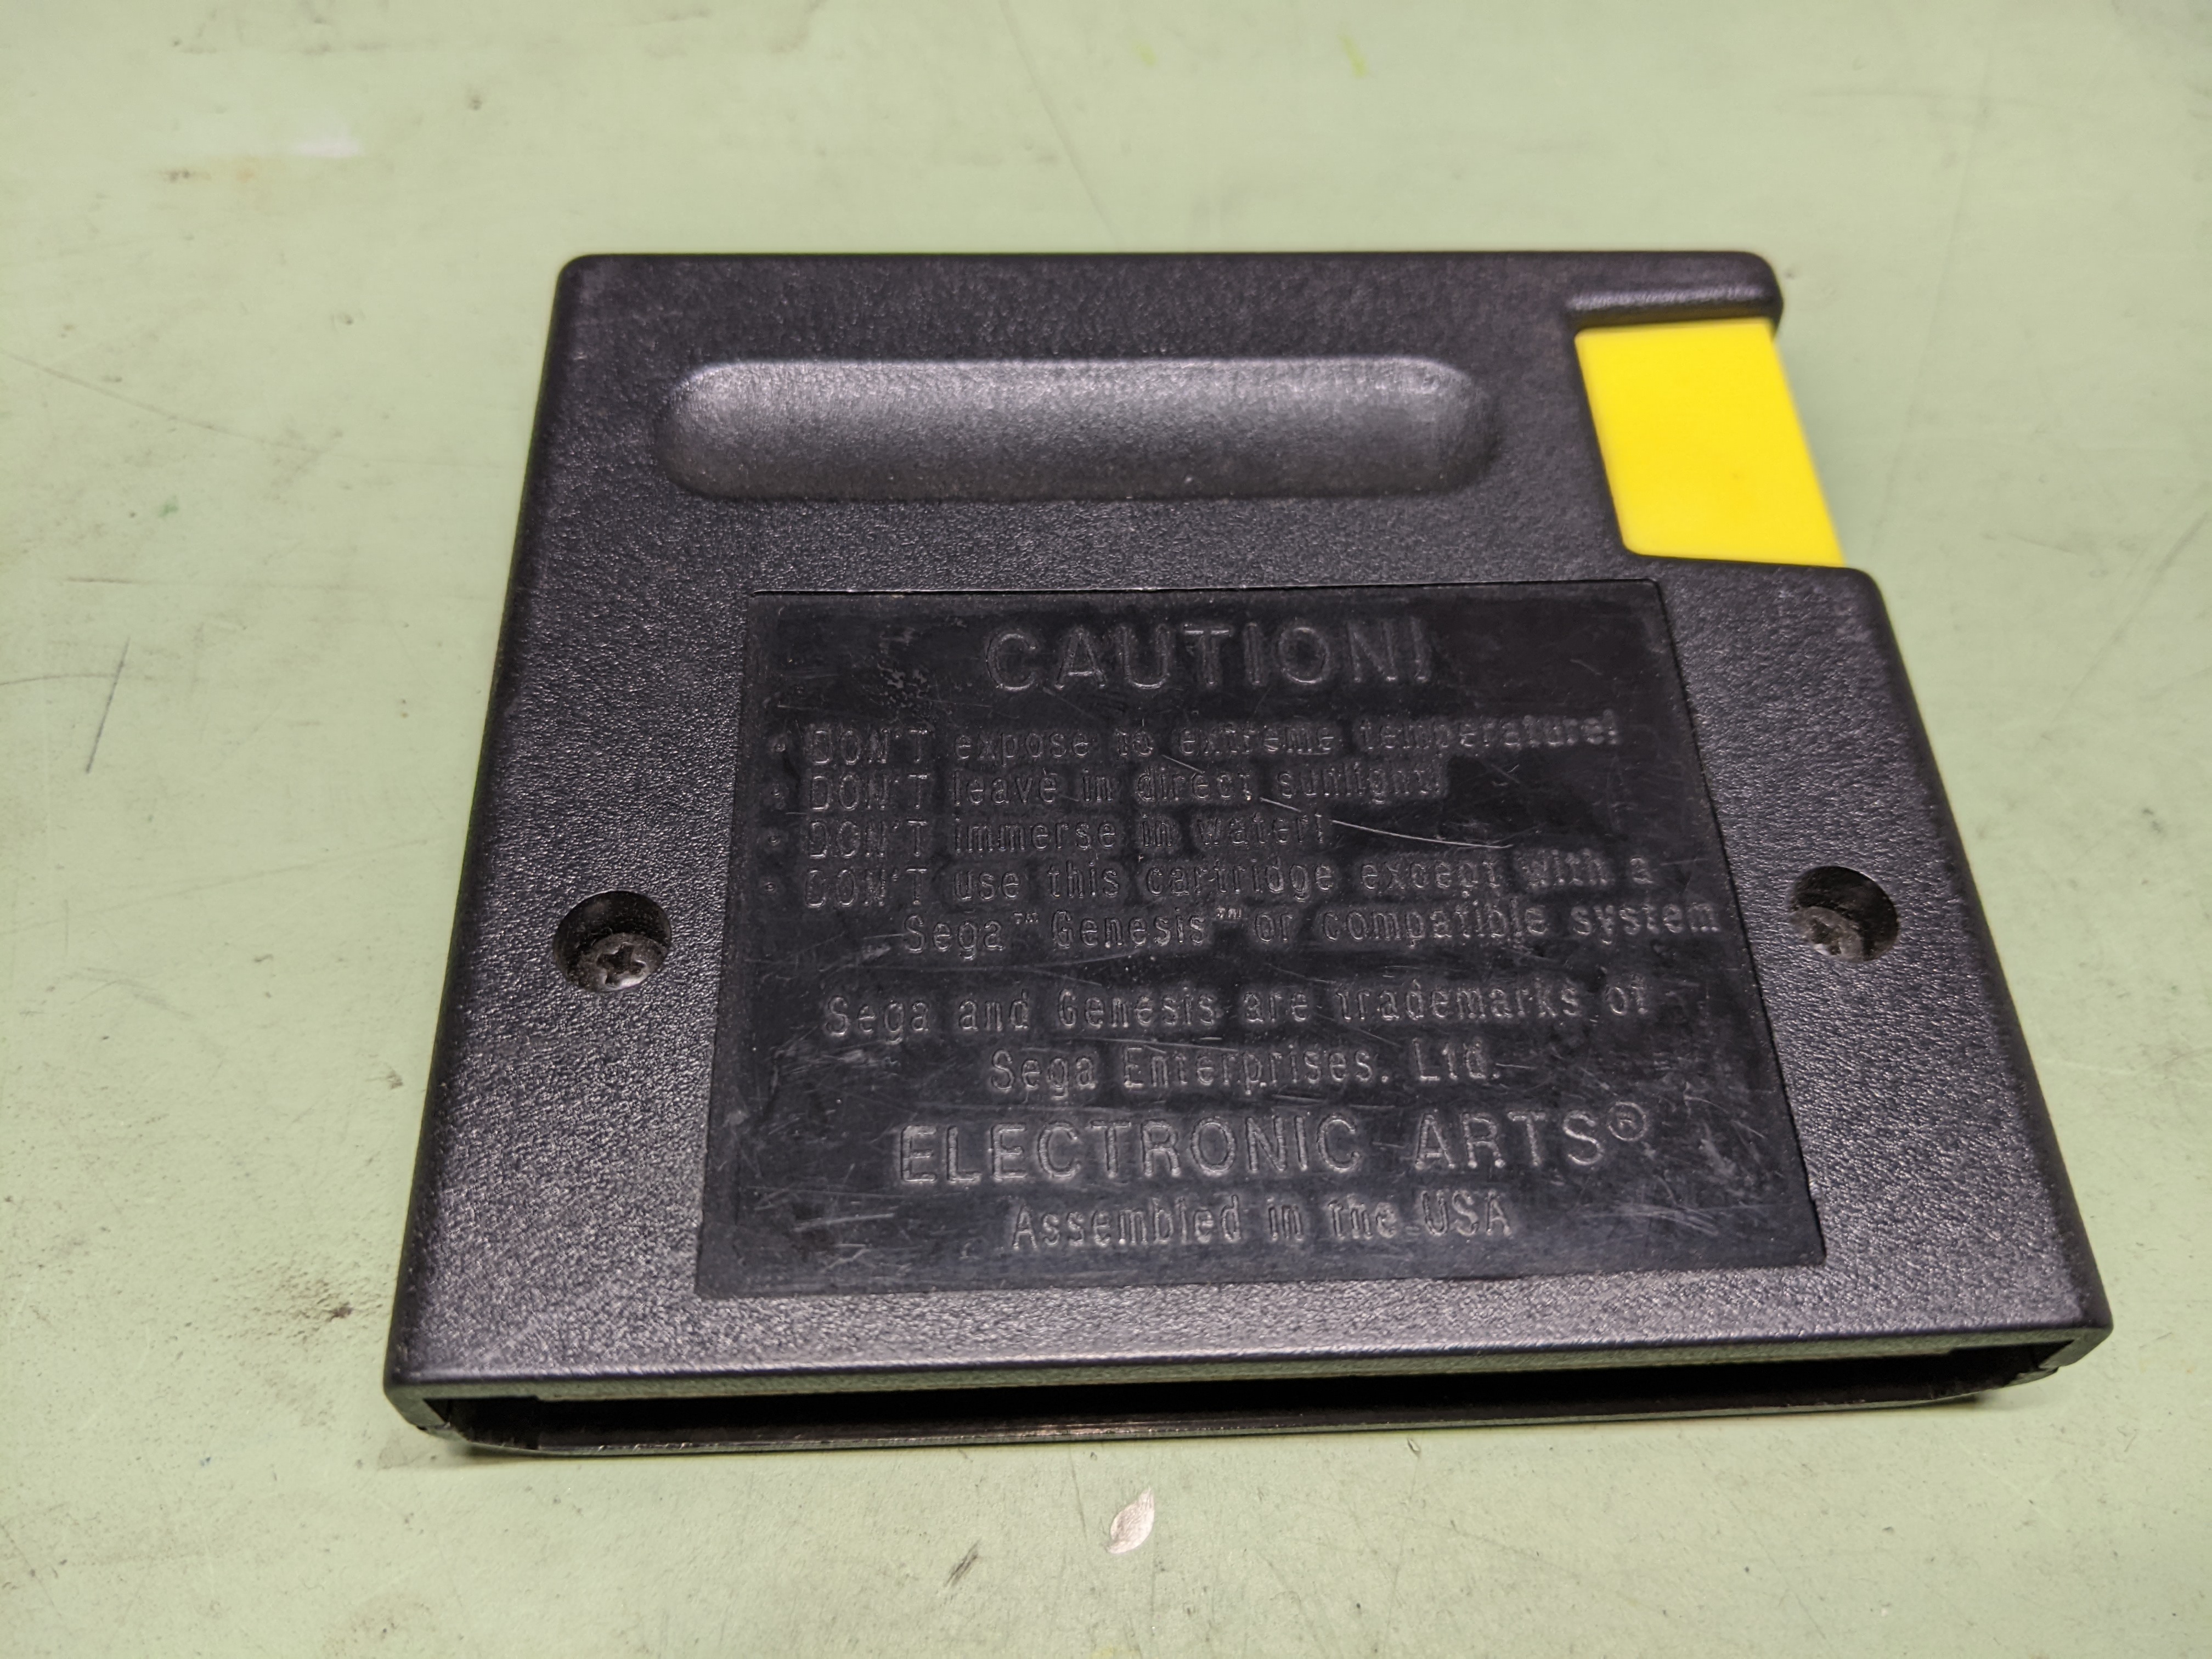 CAUTION!
• DON'T expose to extreme temperature!
• DON'T leave in direct sunlight!
• DON'T immerse in water!
• DON'T use this cartridge except with a
Sega™ Genesis™ or compatible system
Sega and Genesis are trademarks of
Sega Enterprises, Ltd.
ELECTRONIC ARTS®
Assembled in the USA